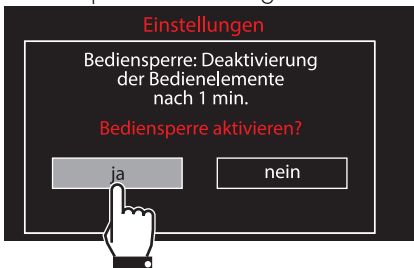 Einstellungen
Bediensperre: Deaktivierung
der Bedienelemente
nach 1 min.
Bediensperre aktivieren?
ja
nein